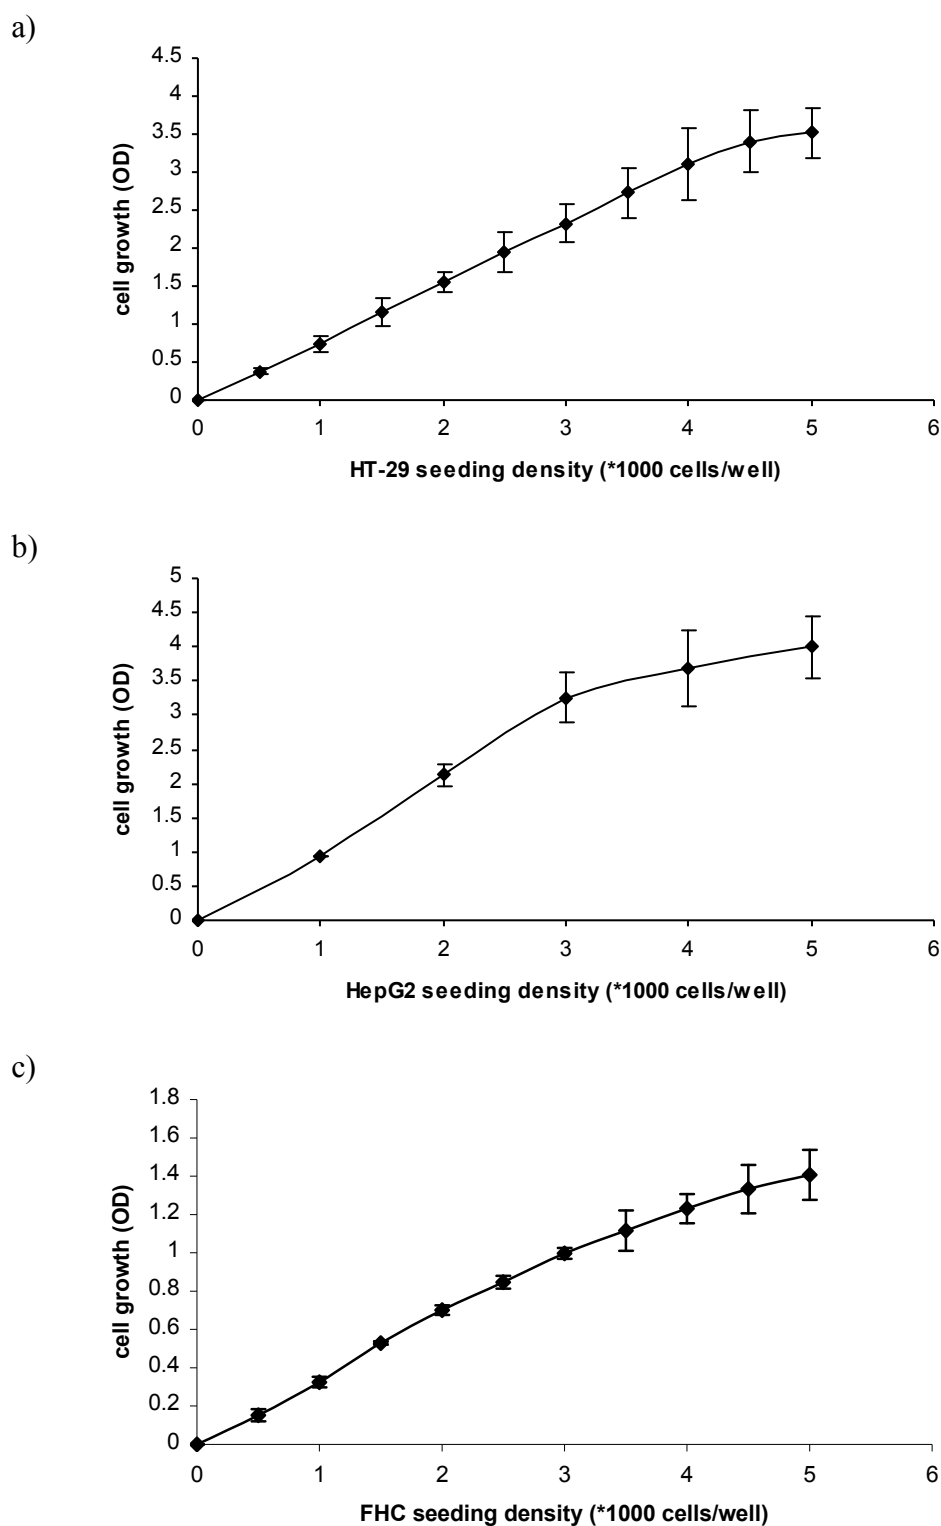 a)
4.5
4
3.5
3
2.5
2
1.5
1
0.5
0
cell growth (OD)
0 1 2 3 4 5 6
HT-29 seeding density (*1000 cells/well)
b)
5
4.5
4
3.5
3
2.5
2
1.5
1
0.5
0
cell growth (OD)
0 1 2 3 4 5 6
HepG2 seeding density (*1000 cells/well)
c)
1.8
1.6
1.4
1.2
1
0.8
0.6
0.4
0.2
0
cell growth (OD)
0 1 2 3 4 5 6
FHC seeding density (*1000 cells/well)